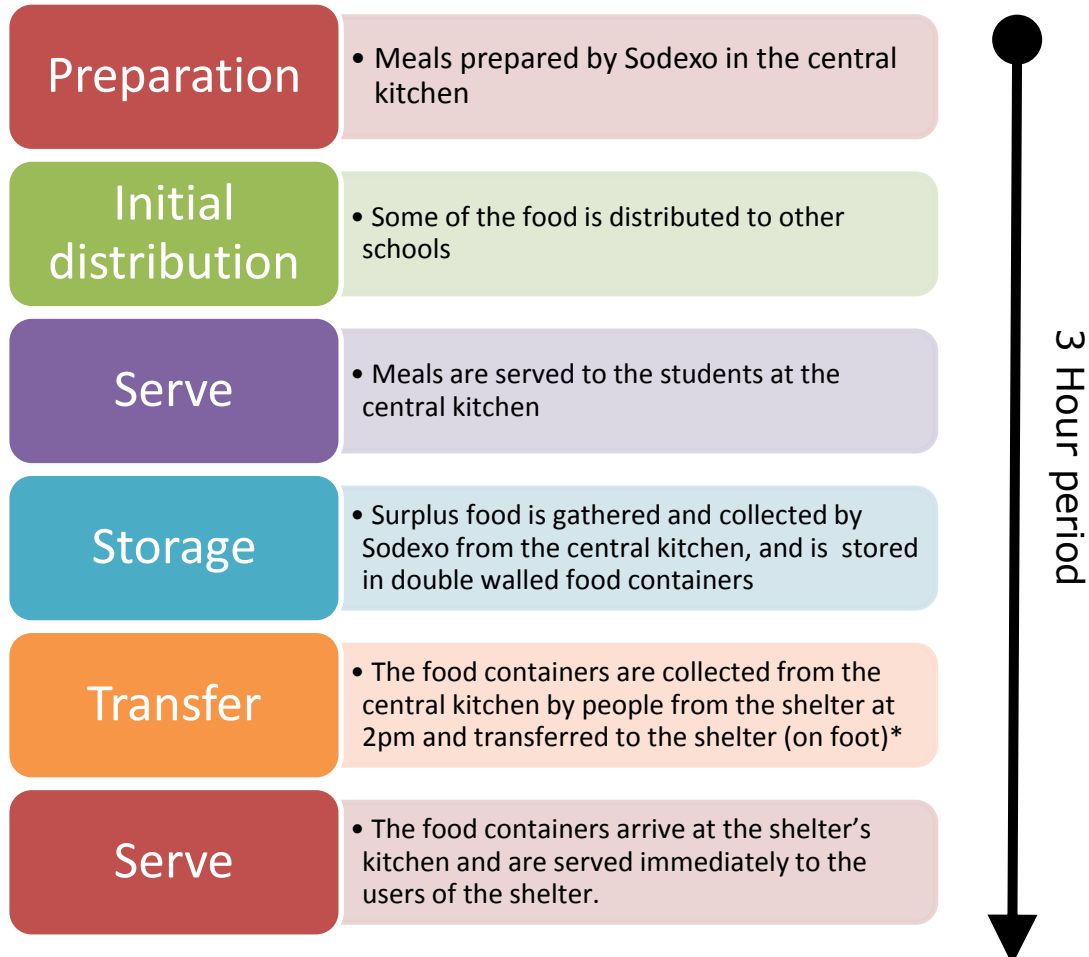 Preparation
• Meals prepared by Sodexo in the central
kitchen
Initial
distribution
• Some of the food is distributed to other
schools
Serve
• Meals are served to the students at the
central kitchen
Storage
• Surplus food is gathered and collected by
Sodexo from the central kitchen, and is stored
in double walled food containers
Transfer
• The food containers are collected from the
central kitchen by people from the shelter at
2pm and transferred to the shelter (on foot)*
Serve
• The food containers arrive at the shelter’s
kitchen and are served immediately to the
users of the shelter.
3 Hour period